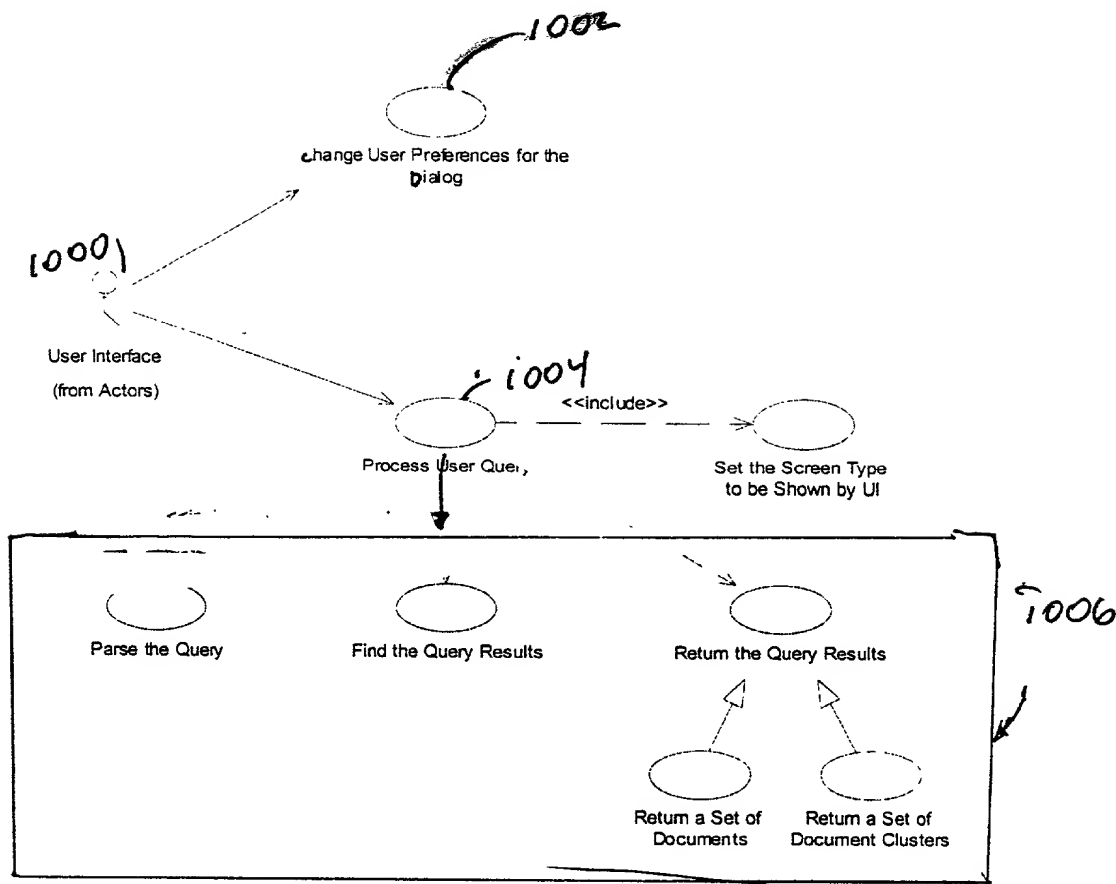 1002
change User Preferences for the
Dialog
1000
User Interface
(from Actors)
1004
<<include>>
Process User
Set the Screen Type
to be Shown by UI
1006
Parse the Query
Find the Query Results
Return the Query Results
Return a Set of
Documents
Return a Set of
Document Clusters